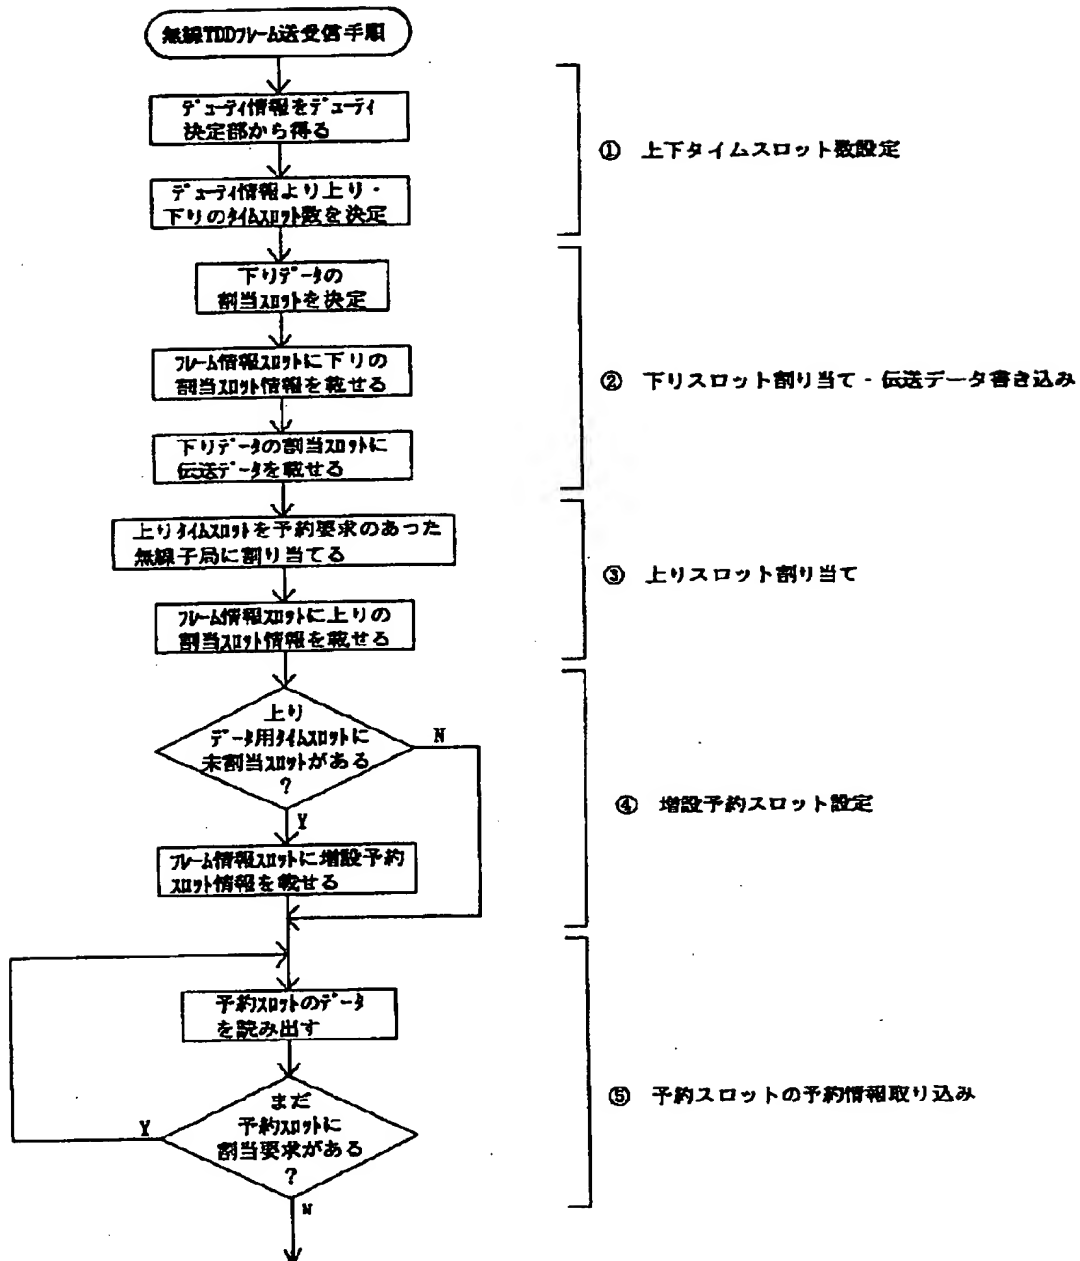 無線TDDフレーム送受信手順
デューティ情報をデューティ
決定部から得る
デューティ情報より上り・
下りのタイムスロット数を決定
① 上下タイムスロット数設定
下りデータの
割当スロットを決定
フレーム情報スロットに下りの
割当スロット情報を載せる
下りデータの割当スロットに
伝送データを載せる
② 下りスロット割り当て・伝送データ書き込み
上りタイムスロットを予約要求のあった
無線子局に割り当てる
フレーム情報スロットに上りの
割当スロット情報を載せる
③ 上りスロット割り当て
上り
データ用タイムスロットに
未割当スロットがある
?
N
Y
フレーム情報スロットに増設予約
スロット情報を載せる
④ 増設予約スロット設定
予約スロットのデータ
を読み出す
まだ
予約スロットに
割当要求がある
?
Y
N
⑤ 予約スロットの予約情報取り込み